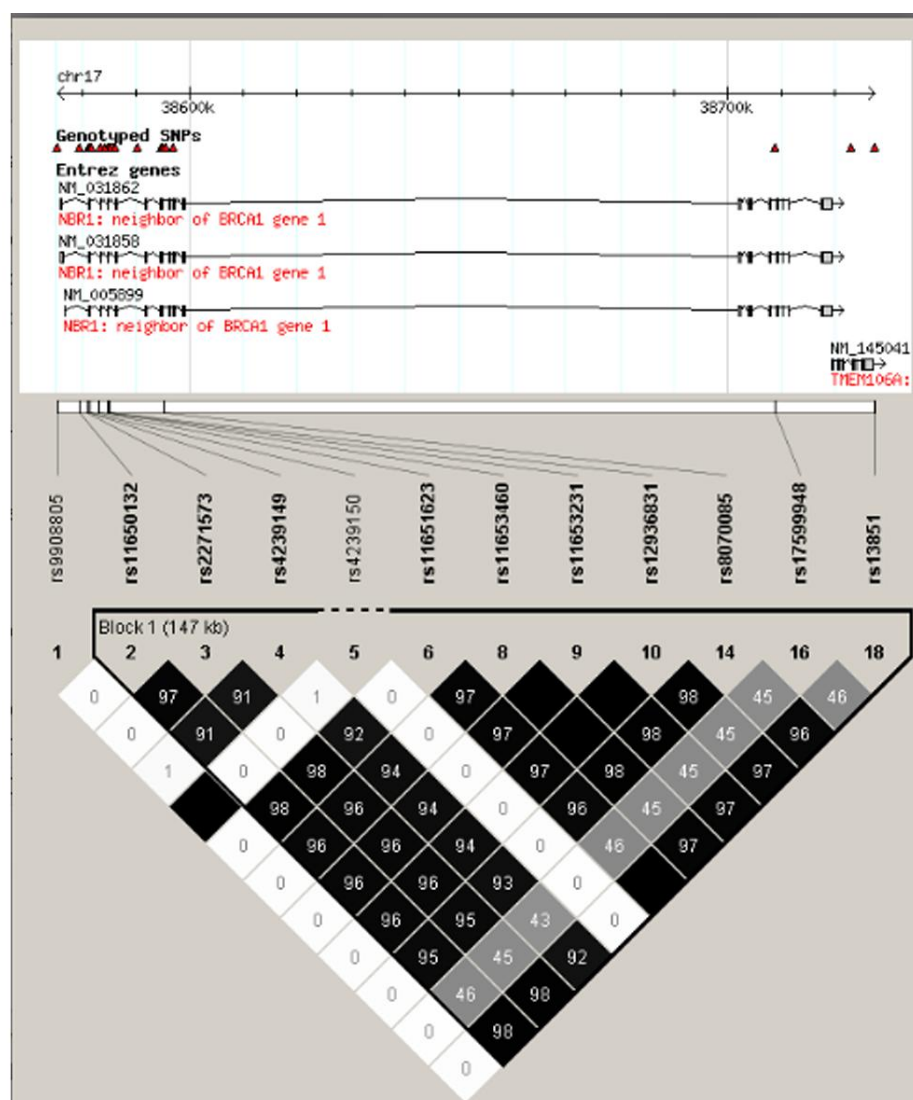 chr17
38600k 38700k
Genotyped SNPs
Entrez genes
NM_031862
NBR1: neighbor of BRCA1 gene 1
NM_031858
NBR1: neighbor of BRCA1 gene 1
NM_005899
NBR1: neighbor of BRCA1 gene 1
NM_145041
TMEM106A:
rs9908805
rs11650132
rs2271573
rs4239149
rs4239150
rs11651623
rs11653460
rs11653231
rs12936831
rs8070085
rs17599948
rs13851
Block 1 (147 kb)
1 2 3 4 5 6 8 9 10 14 16 18
0 97 91 1 0 97 98 45 46
0 91 0 92 0 97 98 45 96
1 0 98 94 0 97 98 45 97
98 96 94 0 96 45 97
0 96 96 94 0 46 97
0 96 96 93 0
0 96 95 43 0
0 95 45 92
0 46 98
0 98
0